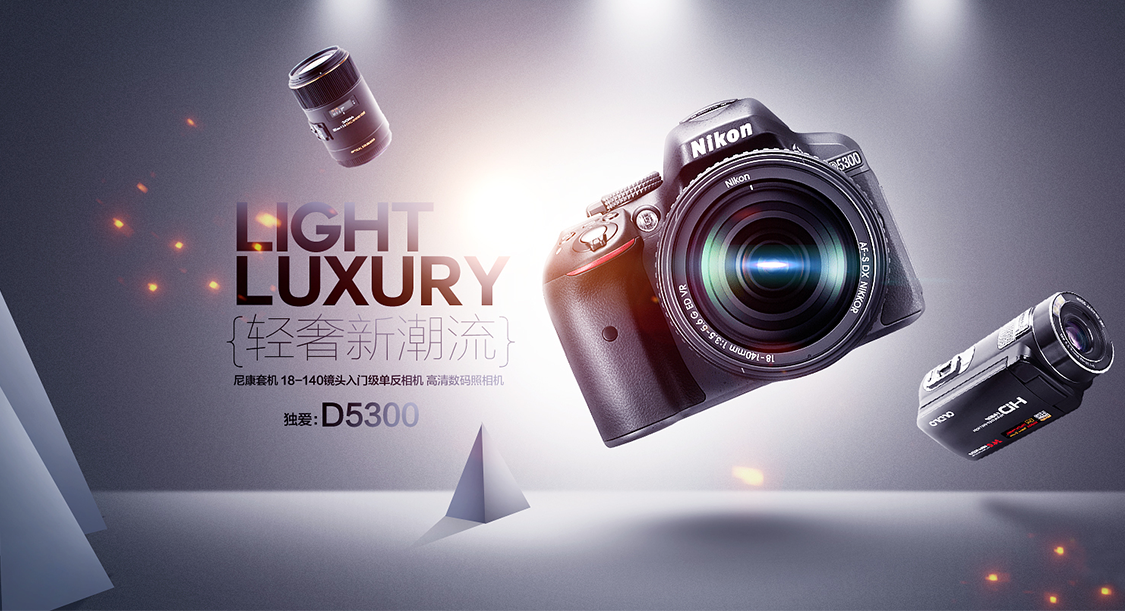 LIGHT
LUXURY
{轻奢新潮流}
尼康套机 18-140镜头入门级单反相机 高清数码照相机
独爱：D5300
Nikon
D5300
Nikon
AF-S DX NIKKOR
18-140mm 1:3.5-5.6 G ED VR
HD